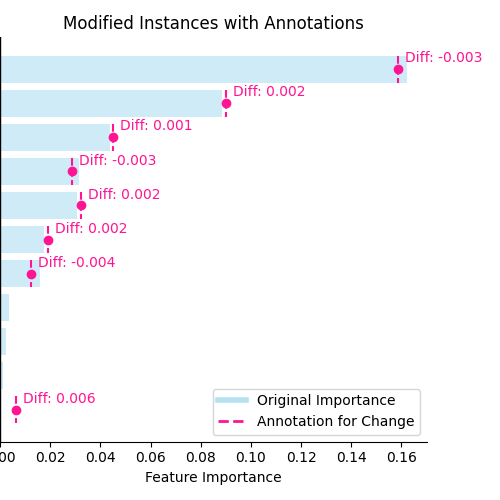 Modified Instances with Annotations
Diff: -0.003
Diff: 0.002
Diff: 0.001
Diff: -0.003
Diff: 0.002
Diff: 0.002
Diff: -0.004
Diff: 0.006
Original Importance
Annotation for Change
00 0.02 0.04 0.06 0.08 0.10 0.12 0.14 0.16
Feature Importance